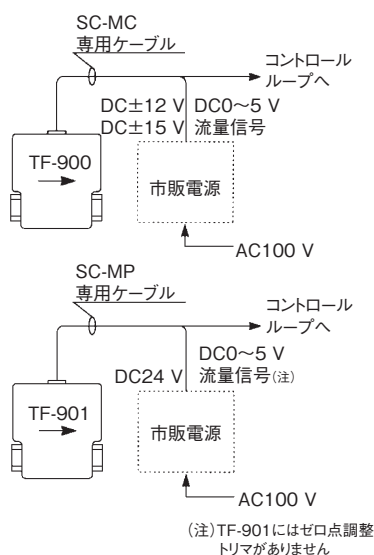 SC-MC
専用ケーブル
コントロール
ループへ
DC±12 V
DC±15 V
DC0～5 V
流量信号
TF-900
市販電源
AC100 V
SC-MP
専用ケーブル
コントロール
ループへ
DC0～5 V
DC24 V
流量信号(注)
TF-901
市販電源
AC100 V
(注)TF-901にはゼロ点調整
トリマがありません